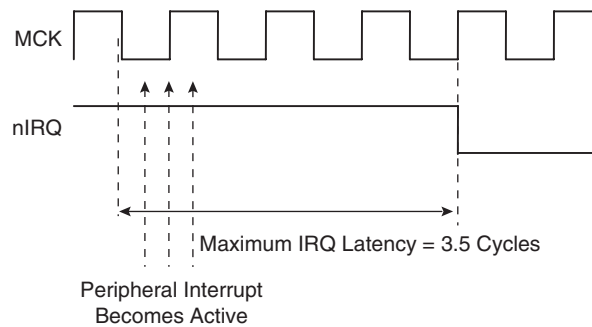 MCK
nIRQ
Maximum IRQ Latency = 3.5 Cycles
Peripheral Interrupt
Becomes Active